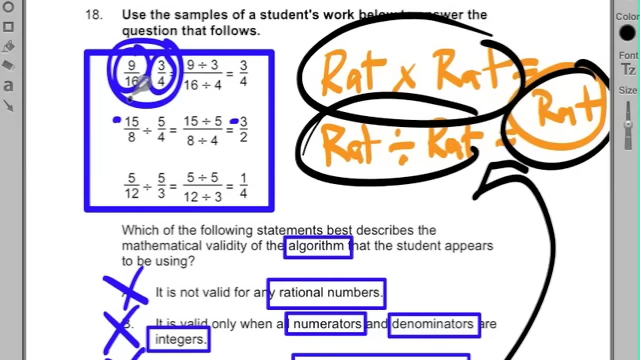 18. Use the samples of a student's work below to answer the
question that follows.
9/16 ÷ 3/4 = 9 ÷ 3/16 ÷ 4 = 3/4
15/8 ÷ 5/4 = 15 ÷ 5/8 ÷ 4 = 3/2
5/12 ÷ 5/3 = 5 ÷ 5/12 ÷ 3 = 1/4
Rat x Rat =
Rat ÷ Rat =
Rat
Which of the following statements best describes the
mathematical validity of the algorithm that the student appears
to be using?
It is not valid for any rational numbers.
B. It is valid only when all numerators and denominators are
integers.
Color
Font
Tz
Size